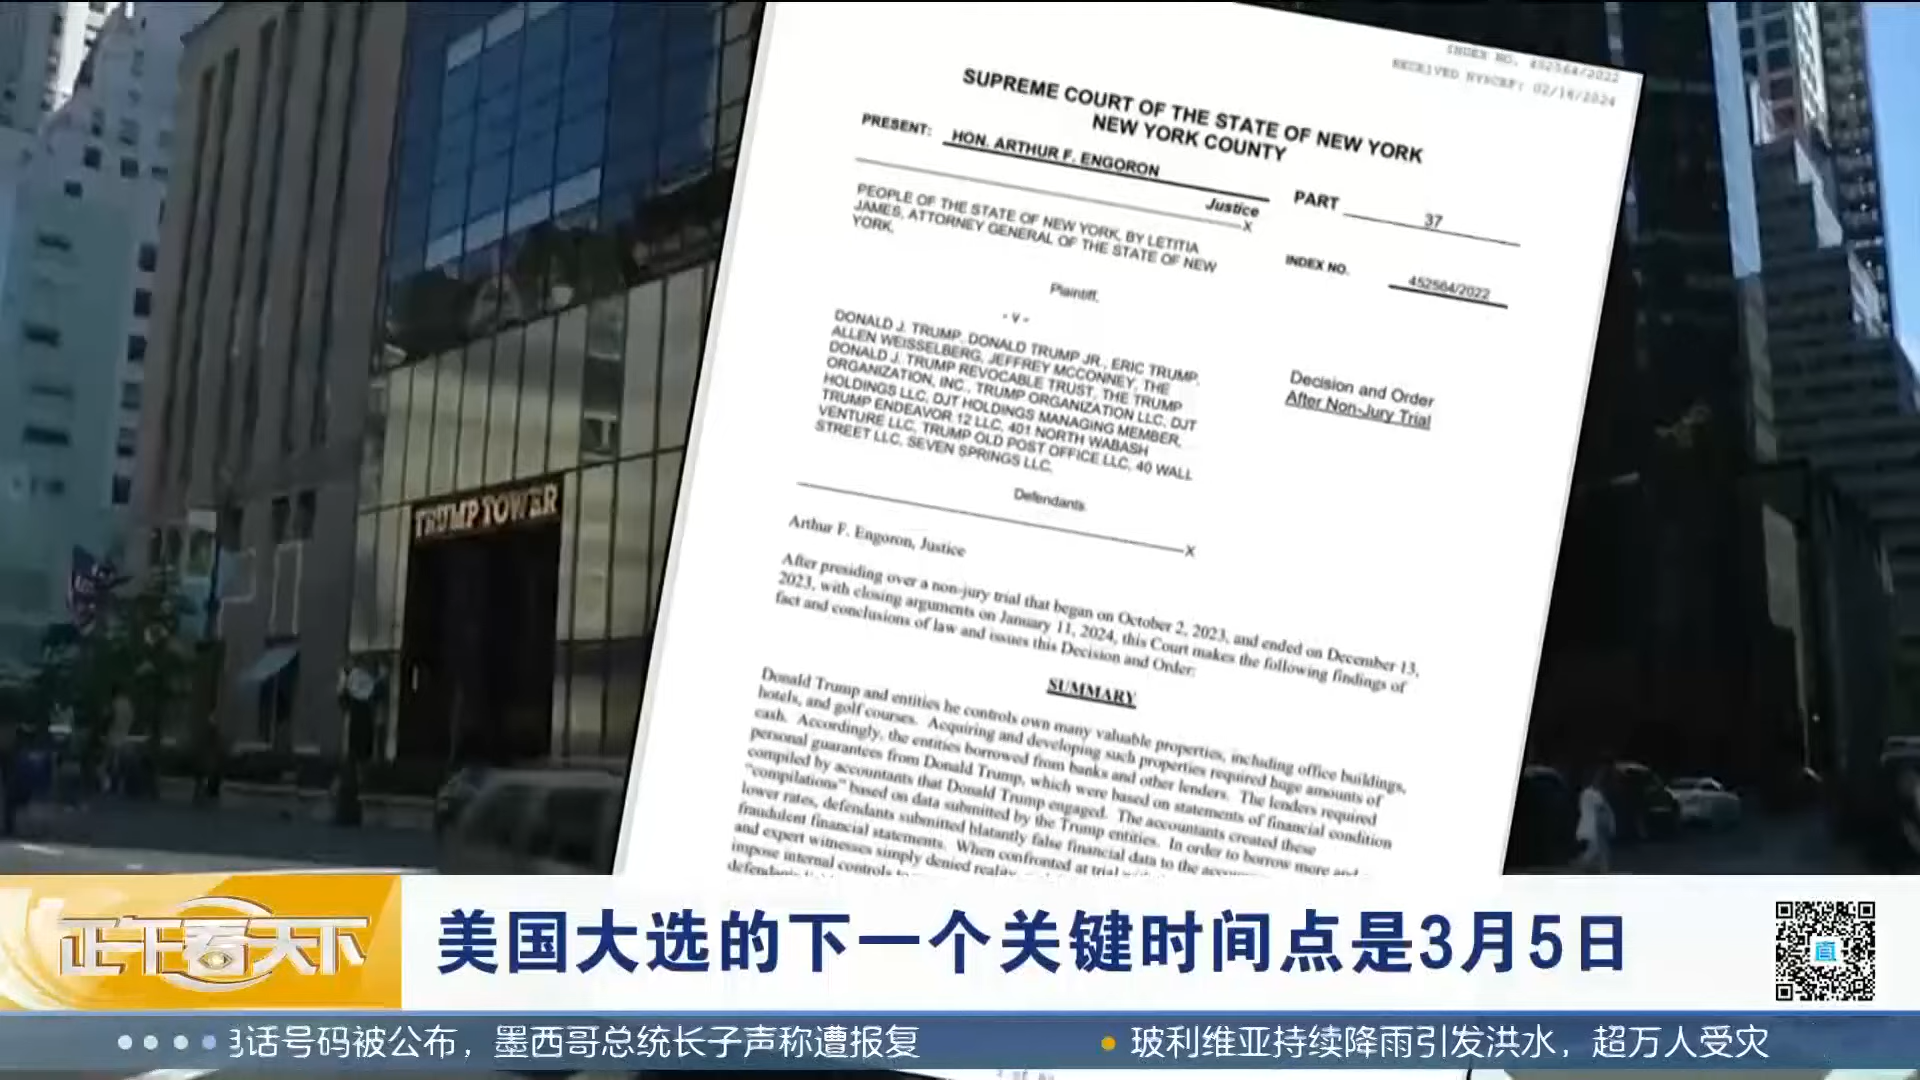 INDEX NO. 452564/2022
RECEIVED NYSCEF: 02/16/2024
SUPREME COURT OF THE STATE OF NEW YORK
NEW YORK COUNTY
PRESENT: HON. ARTHUR F. ENGORON
Justice
PART 37
X
PEOPLE OF THE STATE OF NEW YORK, BY LETITIA
JAMES, ATTORNEY GENERAL OF THE STATE OF NEW
YORK,
INDEX NO. 452564/2022
Plaintiff,
- v -
DONALD J. TRUMP, DONALD TRUMP JR., ERIC TRUMP,
ALLEN WEISSELBERG, JEFFREY MCCONNEY, THE
DONALD J. TRUMP REVOCABLE TRUST, THE TRUMP
ORGANIZATION, INC., TRUMP ORGANIZATION LLC, DJT
HOLDINGS LLC, DJT HOLDINGS MANAGING MEMBER,
TRUMP ENDEAVOR 12 LLC, 401 NORTH WABASH
VENTURE LLC, TRUMP OLD POST OFFICE LLC, 40 WALL
STREET LLC, SEVEN SPRINGS LLC,
Decision and Order
After Non-Jury Trial
Defendants.
X
Arthur F. Engoron, Justice
After presiding over a non-jury trial that began on October 2, 2023, and ended on December 13,
2023, with closing arguments on January 11, 2024, this Court makes the following findings of
fact and conclusions of law and issues this Decision and Order:
SUMMARY
Donald Trump and entities he controls own many valuable properties, including office buildings,
hotels, and golf courses. Acquiring and developing such properties required huge amounts of
cash. Accordingly, the entities borrowed from banks and other lenders. The lenders required
personal guarantees from Donald Trump, which were based on statements of financial condition
compiled by accountants that Donald Trump engaged. The accountants created these
"compilations" based on data submitted by the Trump entities. In order to borrow more and
lower rates, defendants submitted blatantly false financial data to the
fraudulent financial statements. When confronted at trial
and expert witnesses simply denied reality
impose internal controls
TRUMP TOWER
正午看天下
美国大选的下一个关键时间点是3月5日
直
话号码被公布，墨西哥总统长子声称遭报复
玻利维亚持续降雨引发洪水，超万人受灾